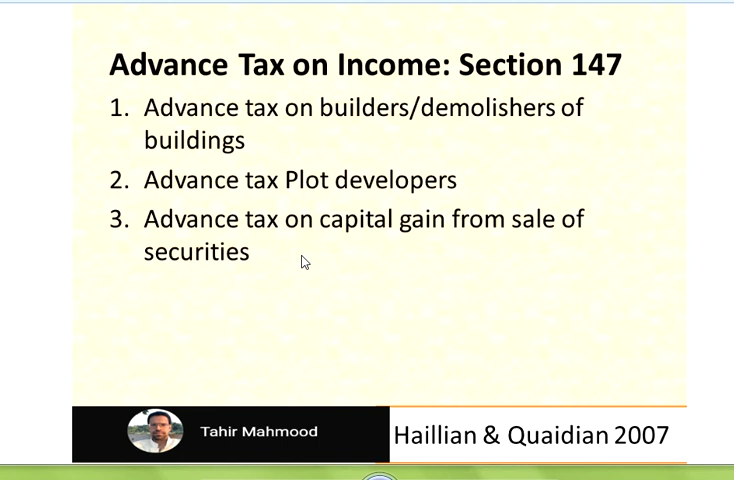 Advance Tax on Income: Section 147
1. Advance tax on builders/demolishers of
buildings
2. Advance tax Plot developers
3. Advance tax on capital gain from sale of
securities
Tahir Mahmood
Haillian & Quaidian 2007